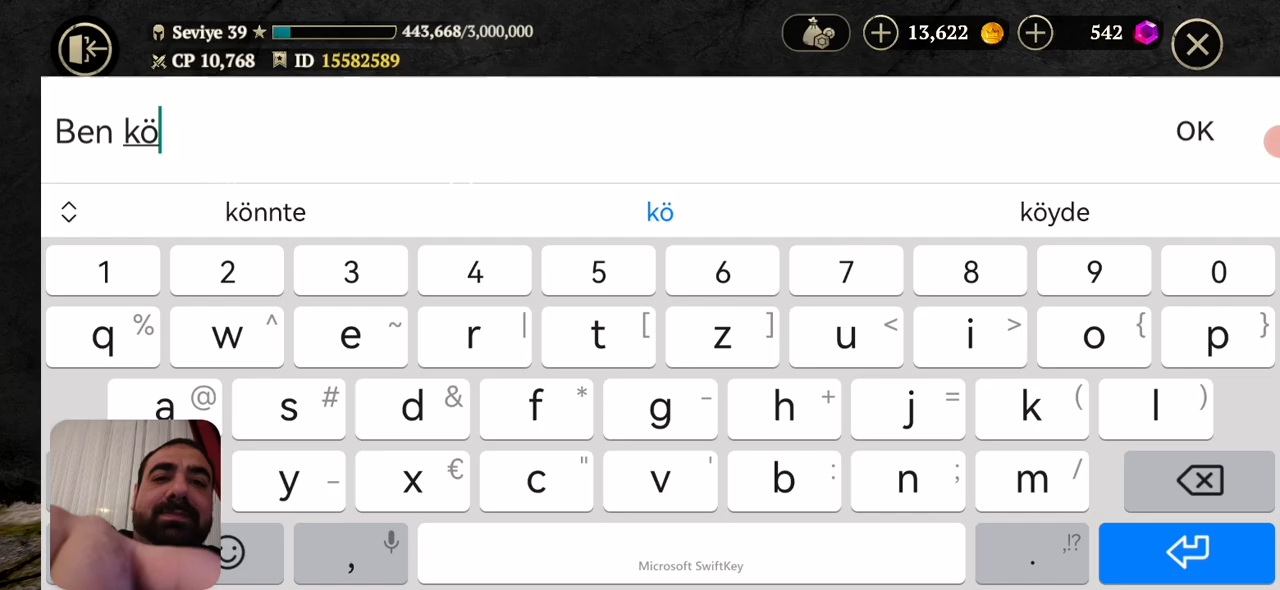 Seviye 39 443,668/3,000,000
CP 10,768 ID 15582589
13,622 542
Ben kö OK
könnte kö köyde
1 2 3 4 5 6 7 8 9 0
q % w ^ e ~ r | t [ z ] u < i > o { p }
a @ s # d & f * g - h + j = k ( l )
y _ x € c " v ' b : n ; m /
, Microsoft SwiftKey . ,!?